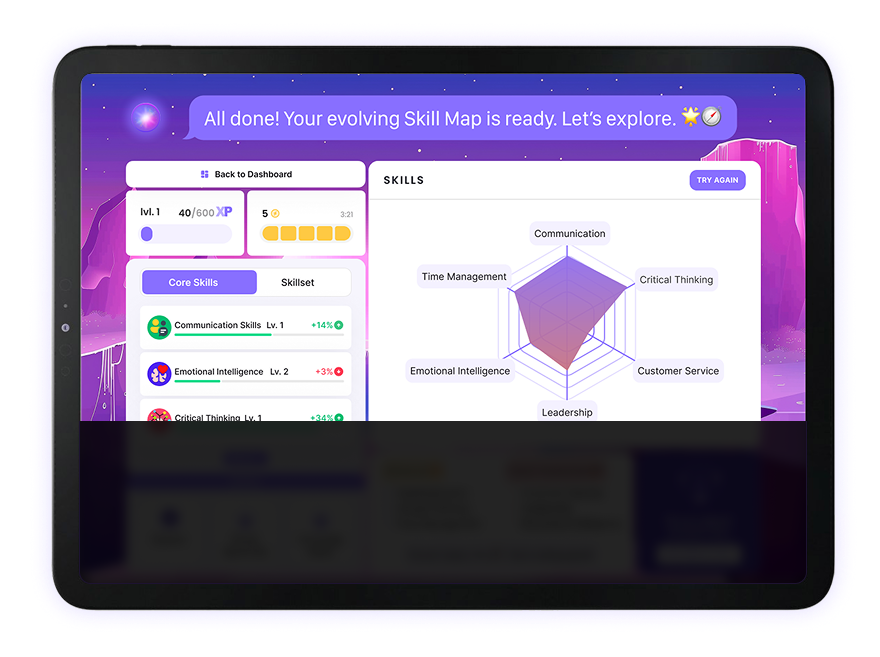 All done! Your evolving Skill Map is ready. Let's explore. 🌟🧭
Back to Dashboard
lvl. 1 40/600 XP
5 3:21
Core Skills Skillset
Communication Skills Lv. 1 +14%
Emotional Intelligence Lv. 2 +3%
Critical Thinking Lv. 1 +34%
SKILLS
TRY AGAIN
Communication
Time Management
Critical Thinking
Emotional Intelligence
Customer Service
Leadership